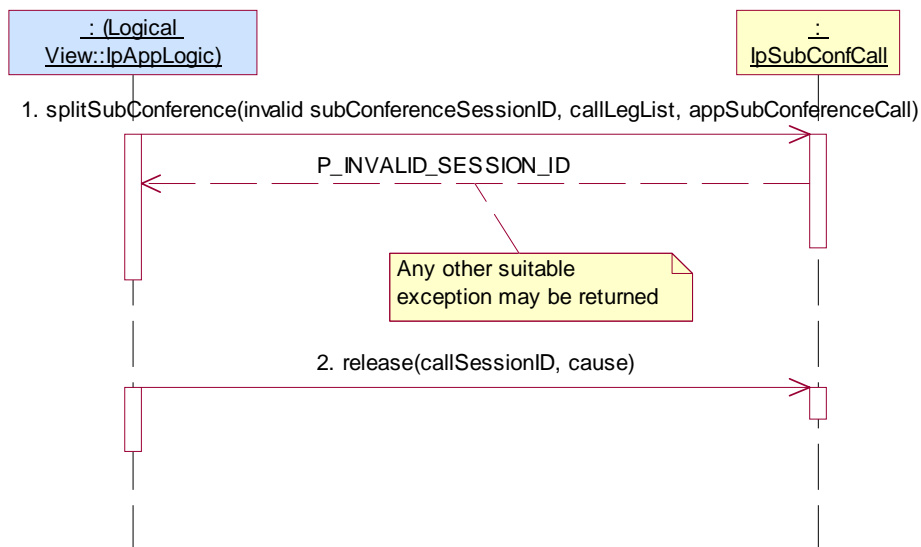 : (Logical
View::IpAppLogic)
:
IpSubConfCall
1. splitSubConference(invalid subConferenceSessionID, callLegList, appSubConferenceCall)
P_INVALID_SESSION_ID
Any other suitable
exception may be returned
2. release(callSessionID, cause)